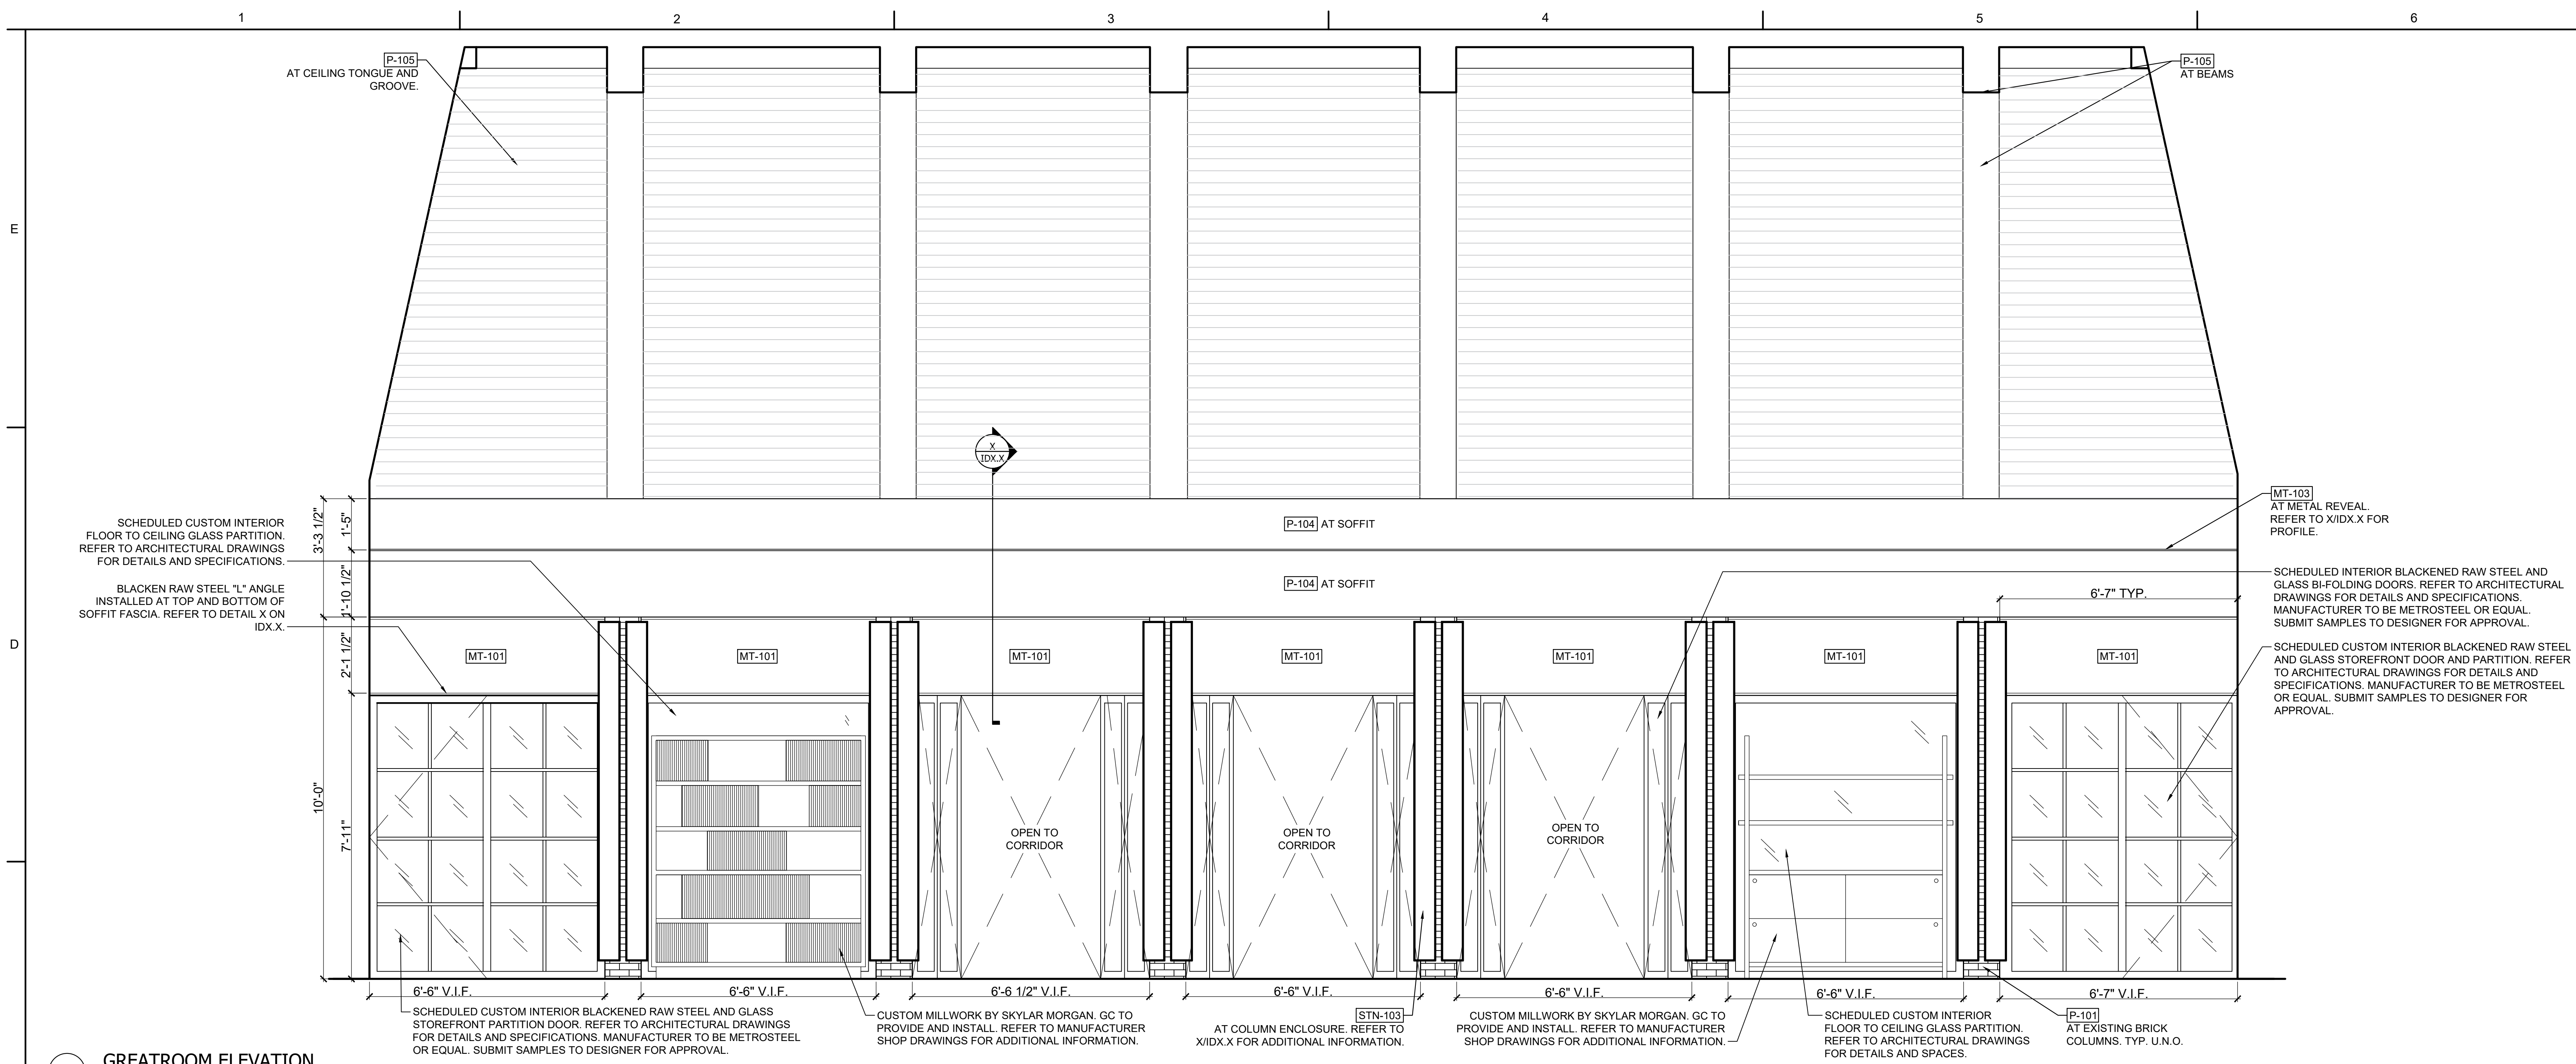 1
2
3
4
5
6
E
D
P-105
AT CEILING TONGUE AND
GROOVE.
P-105
AT BEAMS
X
IDX.X
SCHEDULED CUSTOM INTERIOR
FLOOR TO CEILING GLASS PARTITION.
REFER TO ARCHITECTURAL DRAWINGS
FOR DETAILS AND SPECIFICATIONS.
BLACKEN RAW STEEL "L" ANGLE
INSTALLED AT TOP AND BOTTOM OF
SOFFIT FASCIA. REFER TO DETAIL X ON
IDX.X.
3'-3 1/2"
1'-5"
1'-10 1/2"
2'-1 1/2"
10'-0"
7'-11"
P-104 AT SOFFIT
P-104 AT SOFFIT
MT-103
AT METAL REVEAL.
REFER TO X/IDX.X FOR
PROFILE.
SCHEDULED INTERIOR BLACKENED RAW STEEL AND
GLASS BI-FOLDING DOORS. REFER TO ARCHITECTURAL
DRAWINGS FOR DETAILS AND SPECIFICATIONS.
MANUFACTURER TO BE METROSTEEL OR EQUAL.
SUBMIT SAMPLES TO DESIGNER FOR APPROVAL.
6'-7" TYP.
SCHEDULED CUSTOM INTERIOR BLACKENED RAW STEEL
AND GLASS STOREFRONT DOOR AND PARTITION. REFER
TO ARCHITECTURAL DRAWINGS FOR DETAILS AND
SPECIFICATIONS. MANUFACTURER TO BE METROSTEEL
OR EQUAL. SUBMIT SAMPLES TO DESIGNER FOR
APPROVAL.
MT-101
MT-101
MT-101
MT-101
MT-101
MT-101
MT-101
OPEN TO
CORRIDOR
OPEN TO
CORRIDOR
OPEN TO
CORRIDOR
6'-6" V.I.F.
6'-6" V.I.F.
6'-6 1/2" V.I.F.
6'-6" V.I.F.
6'-6" V.I.F.
6'-6" V.I.F.
6'-7" V.I.F.
SCHEDULED CUSTOM INTERIOR BLACKENED RAW STEEL AND GLASS
STOREFRONT PARTITION DOOR. REFER TO ARCHITECTURAL DRAWINGS
FOR DETAILS AND SPECIFICATIONS. MANUFACTURER TO BE METROSTEEL
OR EQUAL. SUBMIT SAMPLES TO DESIGNER FOR APPROVAL.
CUSTOM MILLWORK BY SKYLAR MORGAN. GC TO
PROVIDE AND INSTALL. REFER TO MANUFACTURER
SHOP DRAWINGS FOR ADDITIONAL INFORMATION.
STN-103
AT COLUMN ENCLOSURE. REFER TO
X/IDX.X FOR ADDITIONAL INFORMATION.
CUSTOM MILLWORK BY SKYLAR MORGAN. GC TO
PROVIDE AND INSTALL. REFER TO MANUFACTURER
SHOP DRAWINGS FOR ADDITIONAL INFORMATION.
SCHEDULED CUSTOM INTERIOR
FLOOR TO CEILING GLASS PARTITION.
REFER TO ARCHITECTURAL DRAWINGS
FOR DETAILS AND SPACES.
P-101
AT EXISTING BRICK
COLUMNS. TYP. U.N.O.
GREATROOM ELEVATION